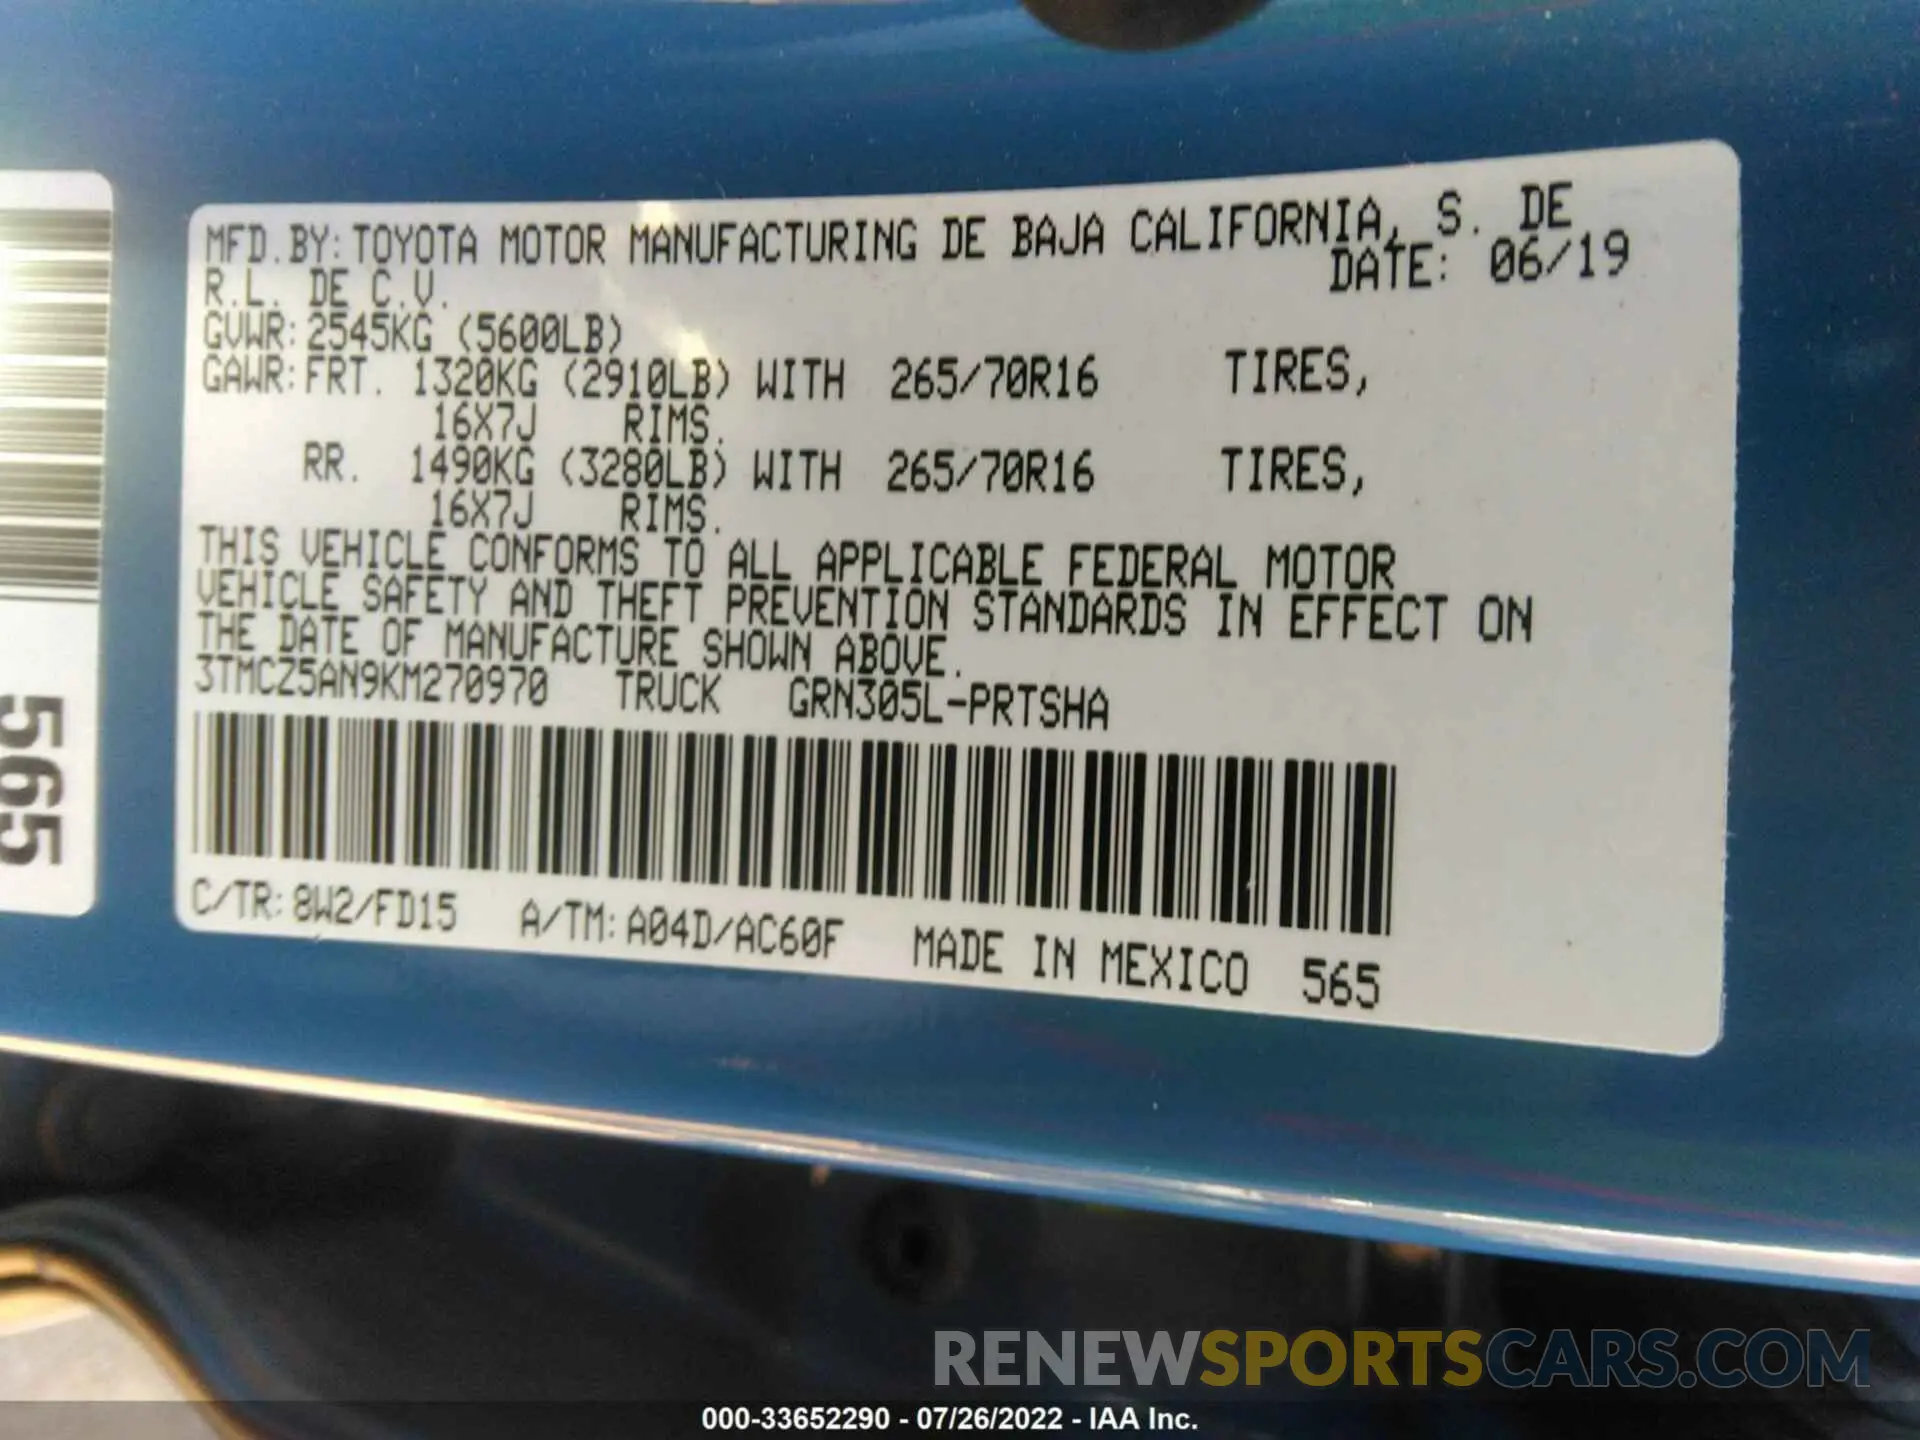 MFD.BY:TOYOTA MOTOR MANUFACTURING DE BAJA CALIFORNIA, S. DE
R.L. DE C.V. DATE: 06/19
GVWR:2545KG (5600LB)
GAWR:FRT. 1320KG (2910LB) WITH 265/70R16 TIRES,
16X7J RIMS.
RR. 1490KG (3280LB) WITH 265/70R16 TIRES,
16X7J RIMS.
THIS VEHICLE CONFORMS TO ALL APPLICABLE FEDERAL MOTOR
VEHICLE SAFETY AND THEFT PREVENTION STANDARDS IN EFFECT ON
THE DATE OF MANUFACTURE SHOWN ABOVE.
3TMCZ5AN9KM270970 TRUCK GRN305L-PRTSHA
C/TR:8W2/FD15 A/TM:A04D/AC60F MADE IN MEXICO 565
565
RENEWSPORTSCARS.COM
000-33652290 - 07/26/2022 - IAA Inc.